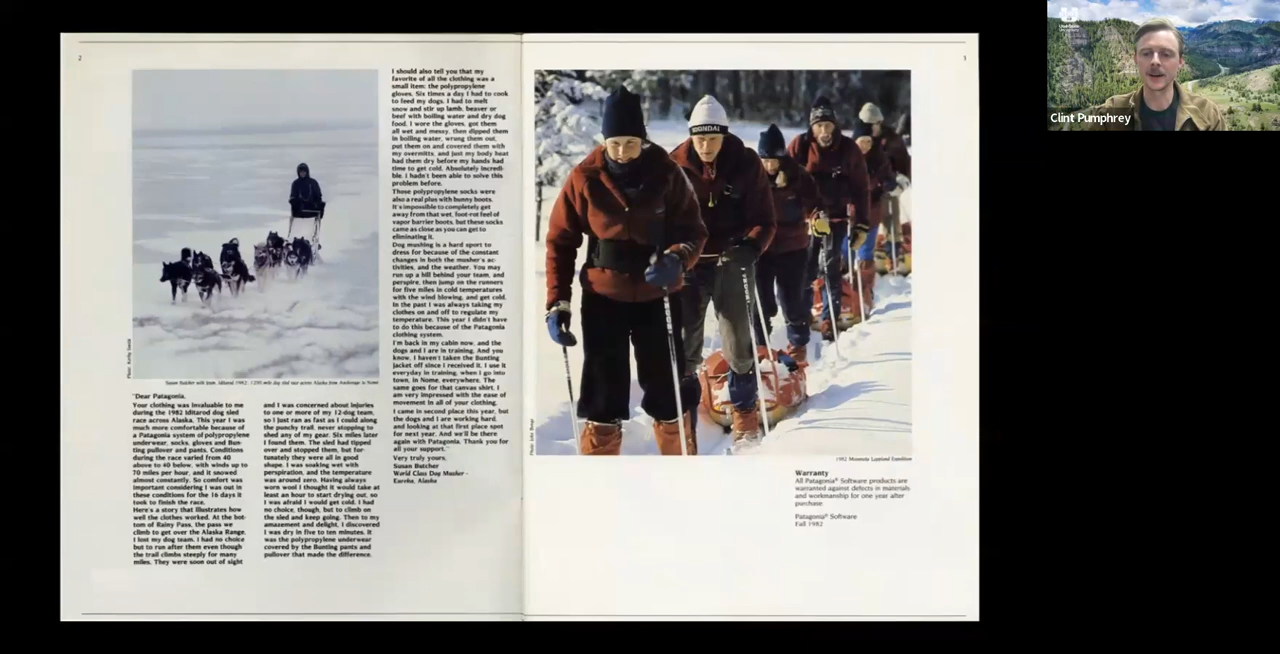 2
Photo: Kathy Smith
Susan Butcher with team, Iditarod 1982, 1200 mile dog sled race across Alaska from Anchorage to Nome
"Dear Patagonia,
Your clothing was invaluable to me
during the 1982 Iditarod dog sled
race across Alaska. This year I was
much more comfortable because of
a Patagonia system of polypropylene
underwear, socks, gloves and Bun-
ting pullover and pants. Conditions
during the race varied from 40
above to 40 below, with winds up to
70 miles per hour, and it snowed
almost constantly. So comfort was
important considering I was out in
these conditions for the 16 days it
took to finish the race.
Here's a story that illustrates how
well the clothes worked. At the bot-
tom of Rainy Pass, the pass we
climb to get over the Alaska Range,
I lost my dog team. I had no choice
but to run after them even though
the trail climbs steeply for many
miles. They were soon out of sight
and I was concerned about injuries
to one or more of my 12-dog team,
so I just ran as fast as I could along
the punchy trail, never stopping to
shed any of my gear. Six miles later
I found them. The sled had tipped
over and stopped them, but for-
tunately they were all in good
shape. I was soaking wet with
perspiration, and the temperature
was around zero. Having always
worn wool I thought it would take at
least an hour to start drying out, so
I was afraid I would get cold. I had
no choice, though, but to climb on
the sled and keep going. Then to my
amazement and delight, I discovered
I was dry in five to ten minutes. It
was the polypropylene underwear
covered by the Bunting pants and
pullover that made the difference.
I should also tell you that my
favorite of all the clothing was a
small item: the polypropylene
gloves. Six times a day I had to cook
to feed my dogs. I had to melt
snow and stir up lamb, beaver or
beef with boiling water and dry dog
food. I wore the gloves, got them
all wet and messy, then dipped them
in boiling water, wrung them out,
put them on and covered them with
my overmitts, and just my body heat
had them dry before my hands had
time to get cold. Absolutely incredi-
ble. I hadn't been able to solve this
problem before.
Those polypropylene socks were
also a real plus with bunny boots.
It's impossible to completely get
away from that wet, foot-rot feel of
vapor barrier boots, but these socks
came as close as you can get to
eliminating it.
Dog mushing is a hard sport to
dress for because of the constant
changes in both the musher's ac-
tivities, and the weather. You may
run up a hill behind your team, and
perspire, then jump on the runners
for five miles in cold temperatures
with the wind blowing, and get cold.
In the past I was always taking my
clothes on and off to regulate my
temperature. This year I didn't have
to do this because of the Patagonia
clothing system.
I'm back in my cabin now, and the
dogs and I are in training. And you
know, I haven't taken the Bunting
jacket off since I received it. I use it
everyday in training, when I go into
town, in Nome, everywhere. The
same goes for that canvas shirt. I
am very impressed with the ease of
movement in all of your clothing.
I came in second place this year, but
the dogs and I are working hard,
and looking at that first place spot
for next year. And we'll be there
again with Patagonia. Thank you for
all your support."
Very truly yours,
Susan Butcher
World Class Dog Musher -
Eureka, Alaska
3
1982 Minnesota Lappland Expedition
Warranty
All Patagonia® Software products are
warranted against defects in materials
and workmanship for one year after
purchase.
Patagonia® Software
Fall 1982
Clint Pumphrey